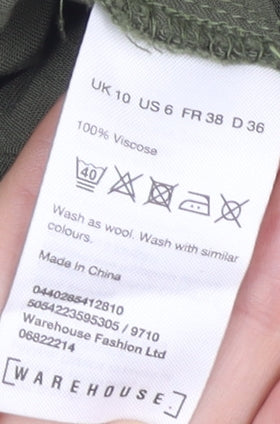 UK 10 US 6 FR 38 D 36
100% Viscose
40
Wash as wool. Wash with similar
colours.
Made in China
0440285412810
5054223595305 / 9710
Warehouse Fashion Ltd
06822214
[WAREHOUSE.]